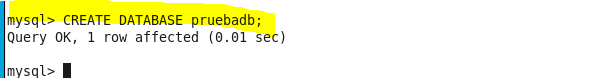 mysql> CREATE DATABASE pruebadb;
Query OK, 1 row affected (0.01 sec)
mysql>